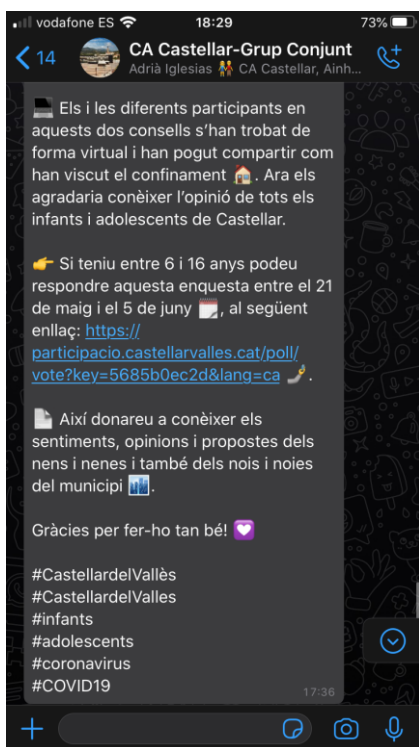 vodafone ES
18:29
73%
14
CA Castellar-Grup Conjunt
Adrià Iglesias 👫 CA Castellar, Ainh...
💻 Els i les diferents participants en
aquests dos consells s’han trobat de
forma virtual i han pogut compartir com
han viscut el confinament 🏠. Ara els
agradaria conèixer l’opinió de tots els
infants i adolescents de Castellar.
👉 Si teniu entre 6 i 16 anys podeu
respondre aquesta enquesta entre el 21
de maig i el 5 de juny 🗓, al següent
enllaç: https://
participacio.castellarvalles.cat/poll/
vote?key=5685b0ec2d&lang=ca 🤳.
📄 Així donareu a conèixer els
sentiments, opinions i propostes dels
nens i nenes i també dels nois i noies
del municipi 🏙.
Gràcies per fer-ho tan bé! 💟
#CastellardelVallès
#CastellardelValles
#infants
#adolescents
#coronavirus
#COVID19
17:36